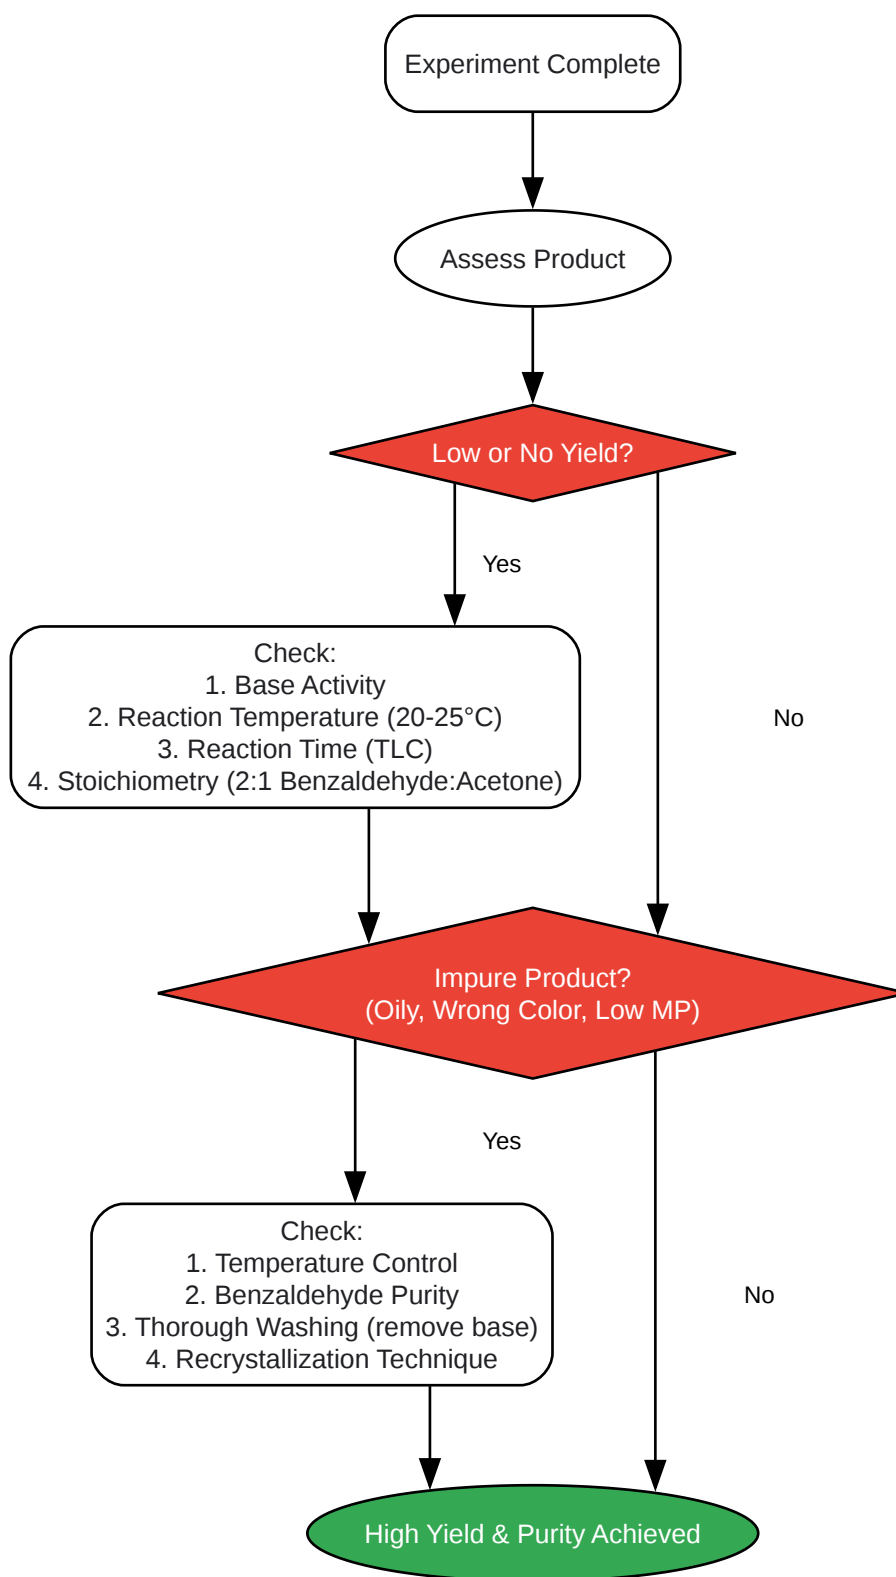 Experiment Complete
Assess Product
Low or No Yield?
Yes
Check:
1. Base Activity
2. Reaction Temperature (20-25°C)
3. Reaction Time (TLC)
4. Stoichiometry (2:1 Benzaldehyde:Acetone)
No
Impure Product?
(Oily, Wrong Color, Low MP)
Yes
Check:
1. Temperature Control
2. Benzaldehyde Purity
3. Thorough Washing (remove base)
4. Recrystallization Technique
No
High Yield & Purity Achieved